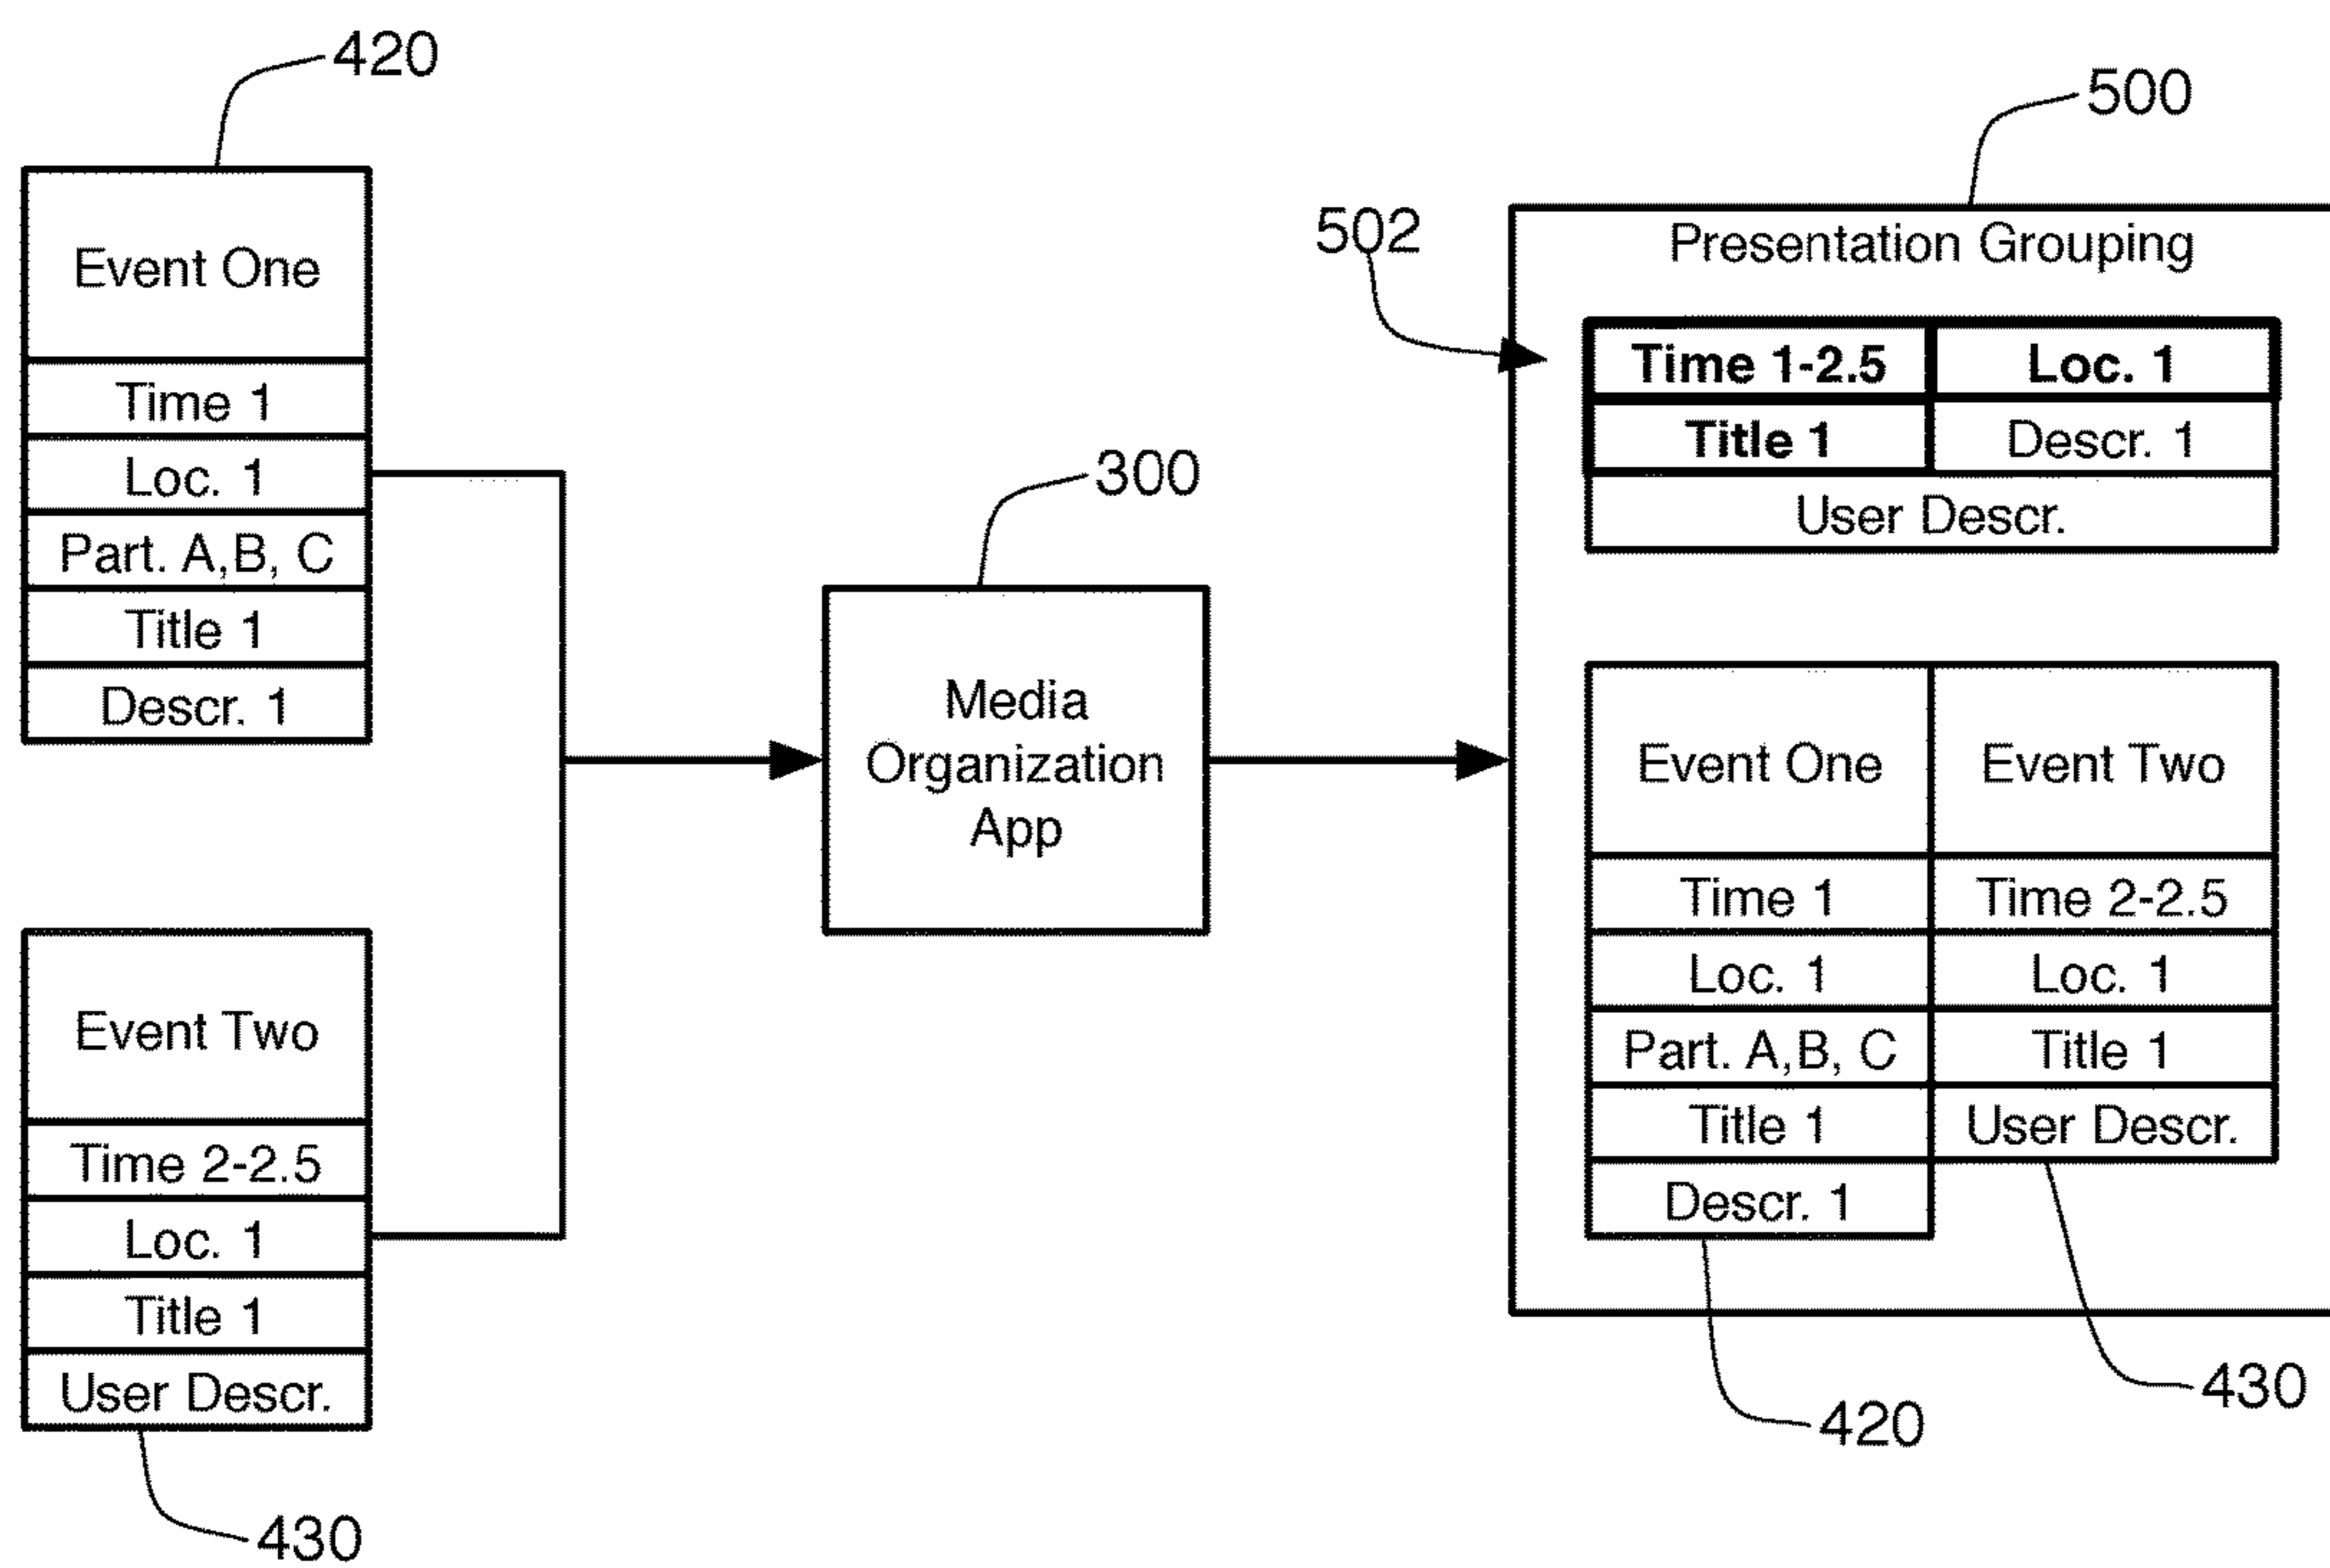 420
Event One
Time 1
Loc. 1
Part. A,B, C
Title 1
Descr. 1
Event Two
Time 2-2.5
Loc. 1
Title 1
User Descr.
430
300
Media
Organization
App
500
502
Presentation Grouping
Time 1-2.5 Loc. 1
Title 1 Descr. 1
User Descr.
Event One Event Two
Time 1 Time 2-2.5
Loc. 1 Loc. 1
Part. A,B, C Title 1
Title 1 User Descr.
Descr. 1
430
420